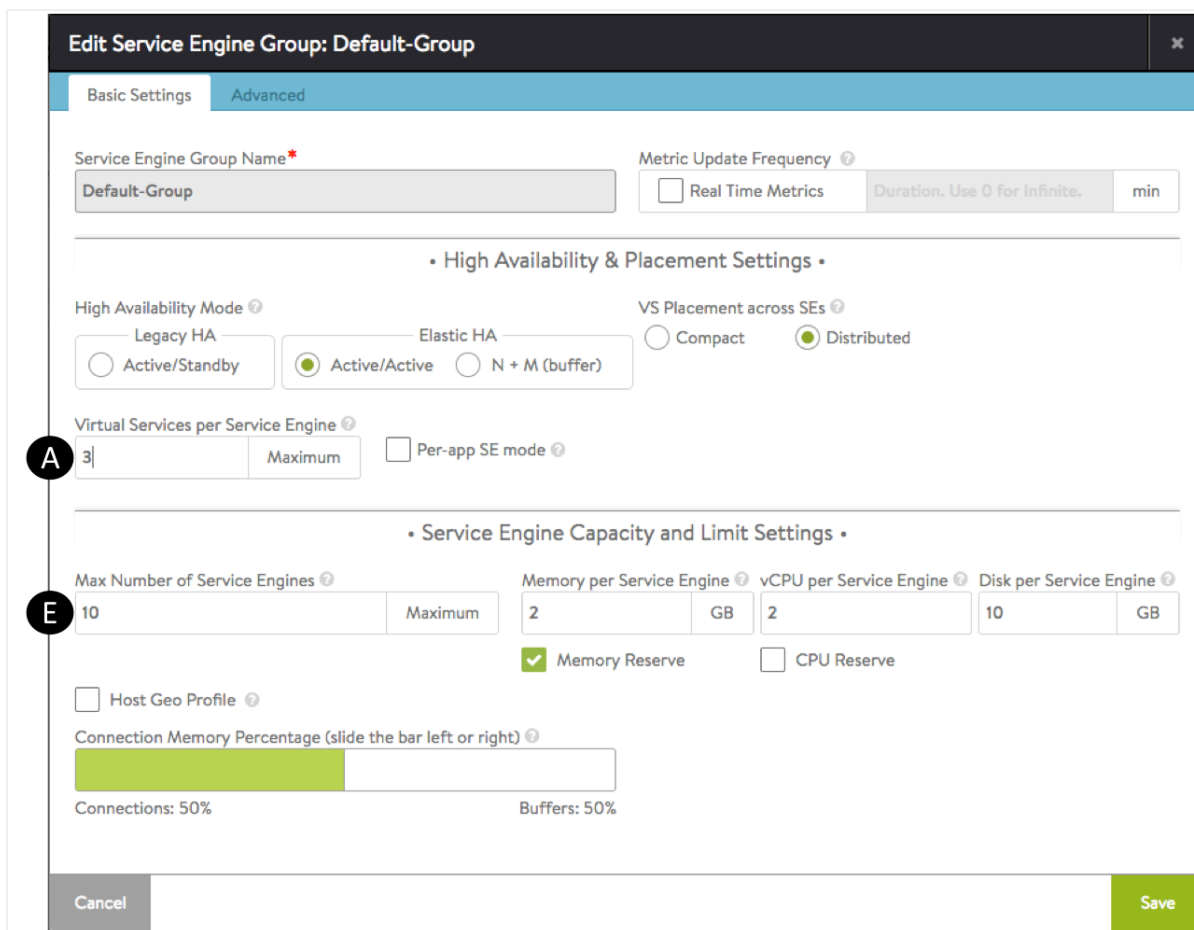 Edit Service Engine Group: Default-Group ×
Basic Settings Advanced
Service Engine Group Name* Metric Update Frequency ?
Default-Group Real Time Metrics Duration. Use 0 for Infinite. min
• High Availability & Placement Settings •
High Availability Mode ? VS Placement across SEs ?
Legacy HA Elastic HA
Active/Standby Active/Active N + M (buffer) Compact Distributed
Virtual Services per Service Engine ?
A 3 Maximum Per-app SE mode ?
• Service Engine Capacity and Limit Settings •
Max Number of Service Engines ? Memory per Service Engine ? vCPU per Service Engine ? Disk per Service Engine ?
E 10 Maximum 2 GB 2 10 GB
Memory Reserve CPU Reserve
Host Geo Profile ?
Connection Memory Percentage (slide the bar left or right) ?
Connections: 50% Buffers: 50%
Cancel Save